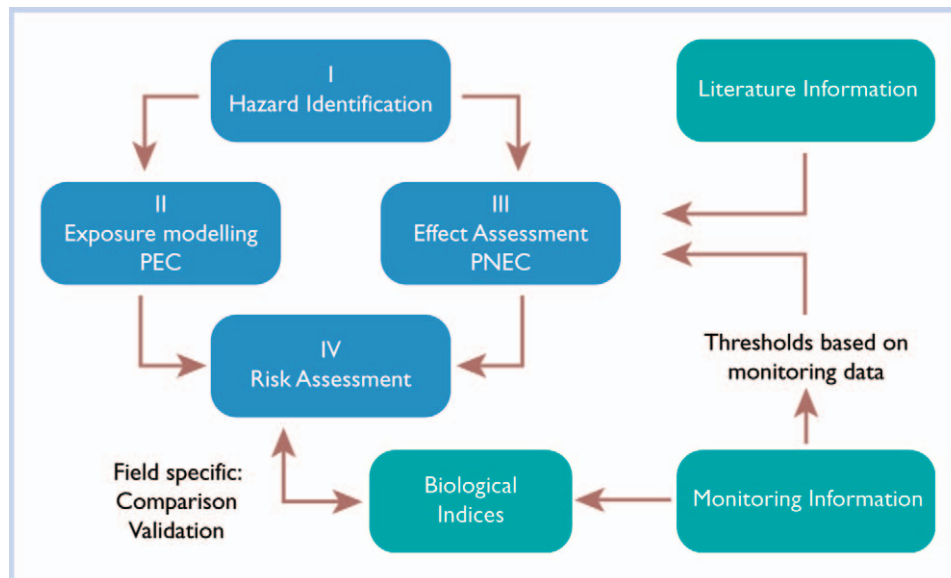 I
Hazard Identification
Literature Information
II
Exposure modelling
PEC
III
Effect Assessment
PNEC
IV
Risk Assessment
Thresholds based on
monitoring data
Field specific:
Comparison
Validation
Biological
Indices
Monitoring Information